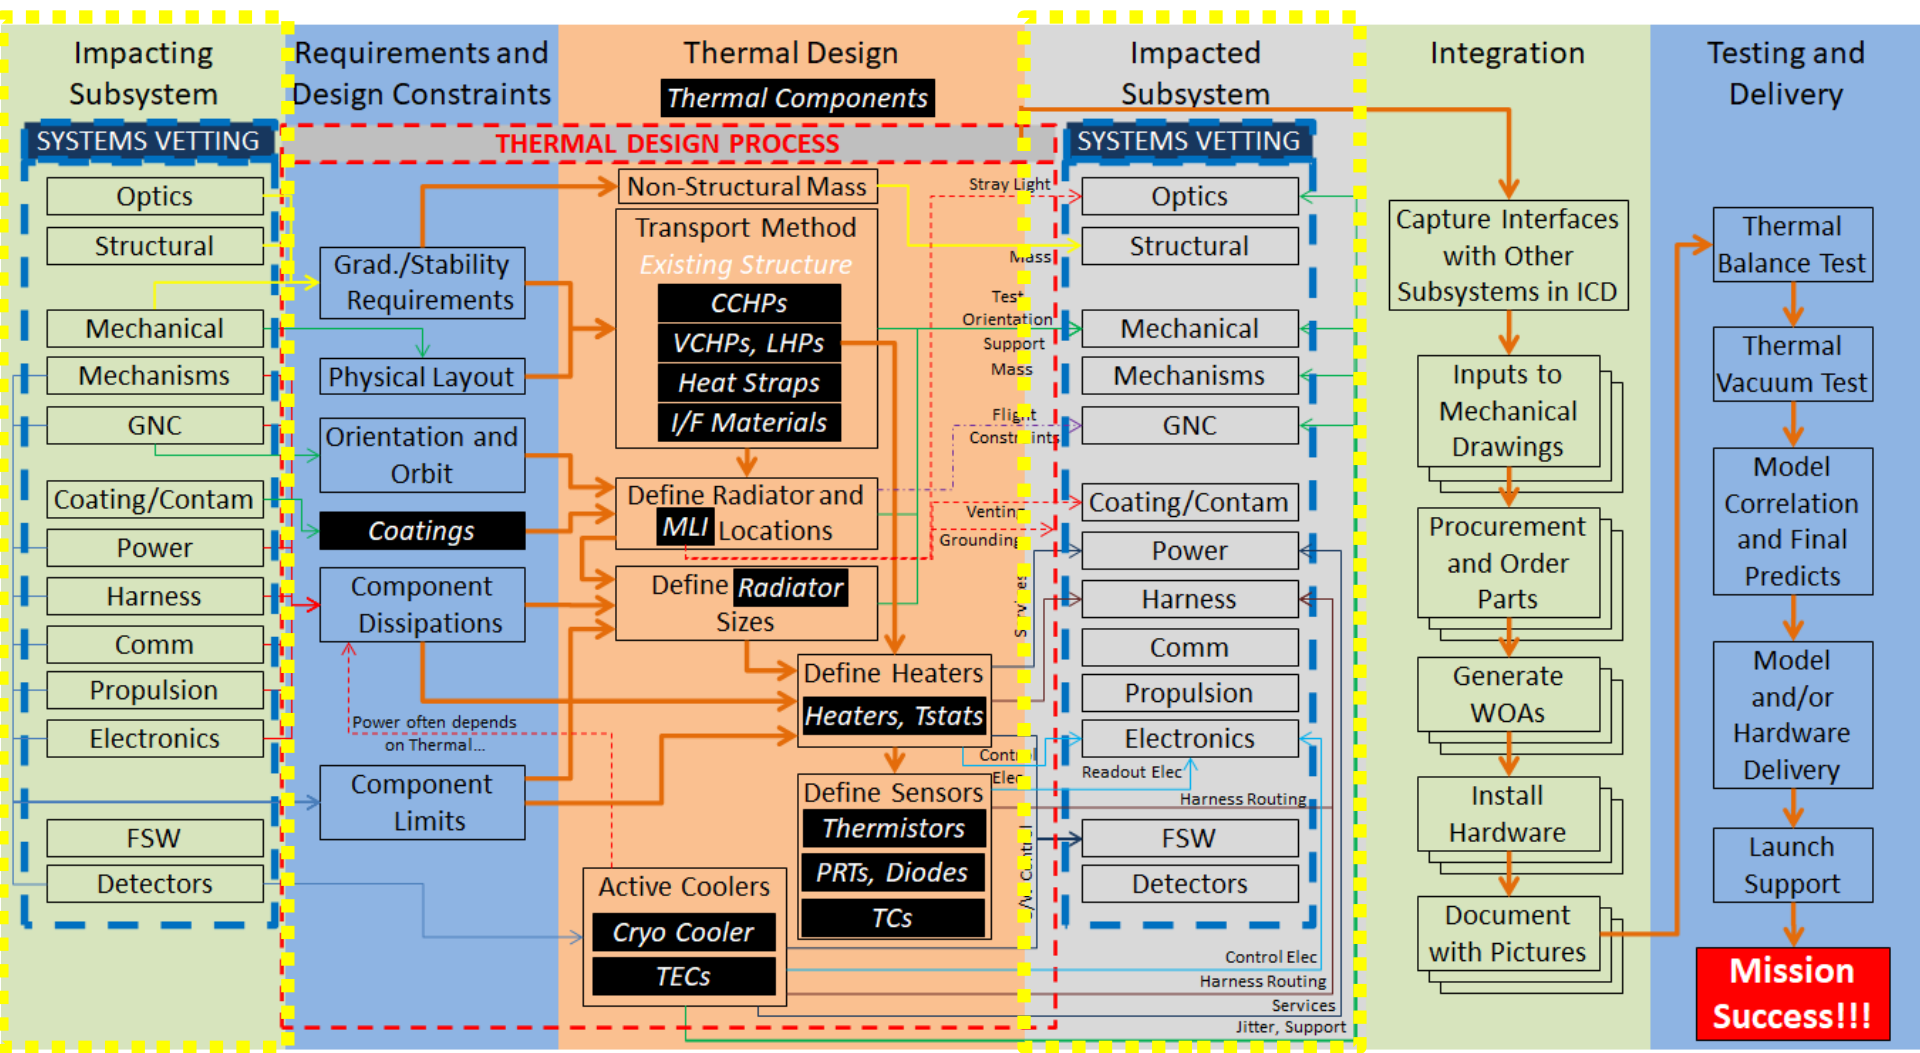 Impacting
Subsystem
SYSTEMS VETTING
Optics
Structural
Mechanical
Mechanisms
GNC
Coating/Contam
Power
Harness
Comm
Propulsion
Electronics
FSW
Detectors
Requirements and
Design Constraints
THERMAL DESIGN PROCESS
Grad./Stability
Requirements
Physical Layout
Orientation and
Orbit
Coatings
Component
Dissipations
Power often depends
on Thermal...
Component
Limits
Thermal Design
Thermal Components
Non-Structural Mass
Transport Method
Existing Structure
CCHPs
VCHPs, LHPs
Heat Straps
I/F Materials
Define Radiator and
MLI Locations
Define Radiator
Sizes
Define Heaters
Heaters, Tstats
Define Sensors
Thermistors
PRTs, Diodes
TCs
Active Coolers
Cryo Cooler
TECs
Stray Light
Mass
Test
Orientation
Support
Mass
Flight
Constraints
Venting
Grounding
Services
Control
Elec
Control
Impacted
Subsystem
SYSTEMS VETTING
Optics
Structural
Mechanical
Mechanisms
GNC
Coating/Contam
Power
Harness
Comm
Propulsion
Electronics
Readout Elec
Harness Routing
FSW
Detectors
Control Elec
Harness Routing
Services
Jitter, Support
Integration
Capture Interfaces
with Other
Subsystems in ICD
Inputs to
Mechanical
Drawings
Procurement
and Order
Parts
Generate
WOAs
Install
Hardware
Document
with Pictures
Testing and
Delivery
Thermal
Balance Test
Thermal
Vacuum Test
Model
Correlation
and Final
Predicts
Model
and/or
Hardware
Delivery
Launch
Support
Mission
Success!!!